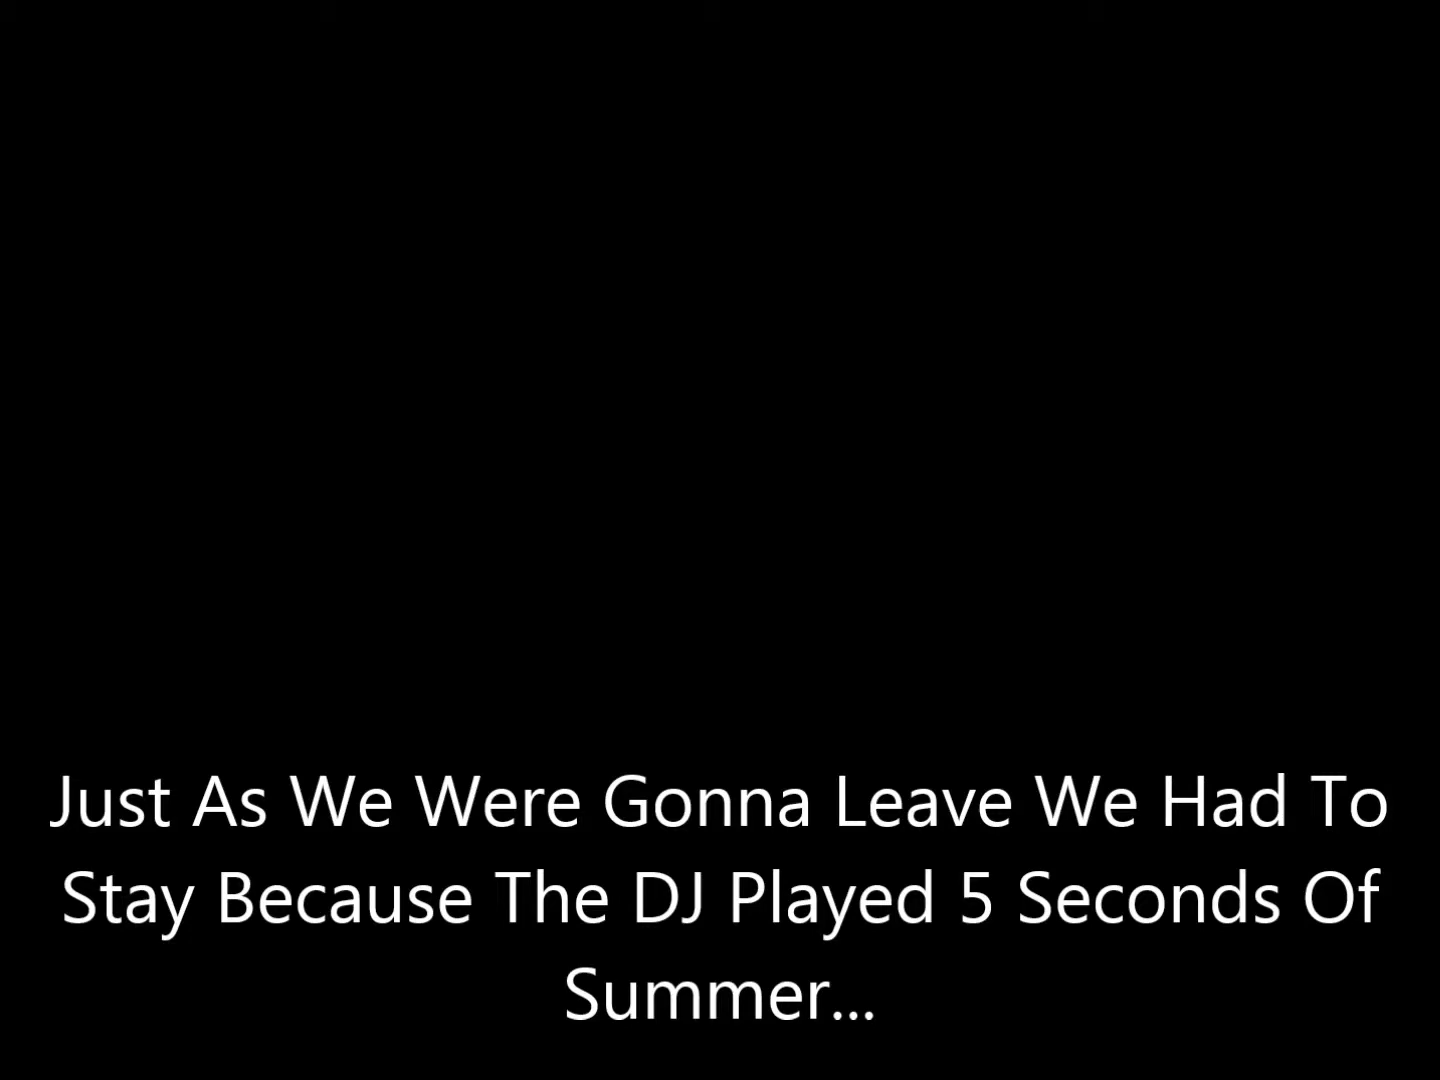 Just As We Were Gonna Leave We Had To
Stay Because The DJ Played 5 Seconds Of
Summer...